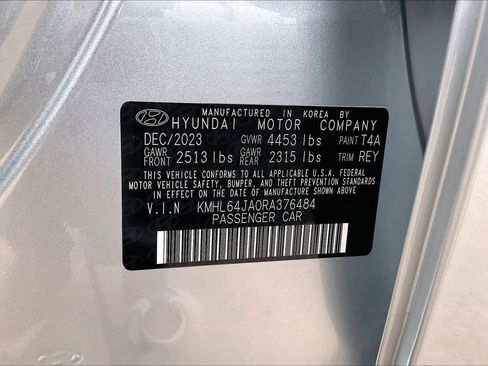 MANUFACTURED IN KOREA BY
HYUNDAI MOTOR COMPANY
DEC/2023 GVWR 4453 lbs PAINT T4A
GAWR FRONT 2513 lbs GAWR REAR 2315 lbs TRIM REY
THIS VEHICLE CONFORMS TO ALL APPLICABLE U.S.A. FEDERAL
MOTOR VEHICLE SAFETY, BUMPER, AND THEFT PREVENTION
STANDARDS IN EFFECT ON THE DATE OF MANUFACTURE SHOWN ABOVE.
V.I.N KMHL64JA0RA376484
PASSENGER CAR